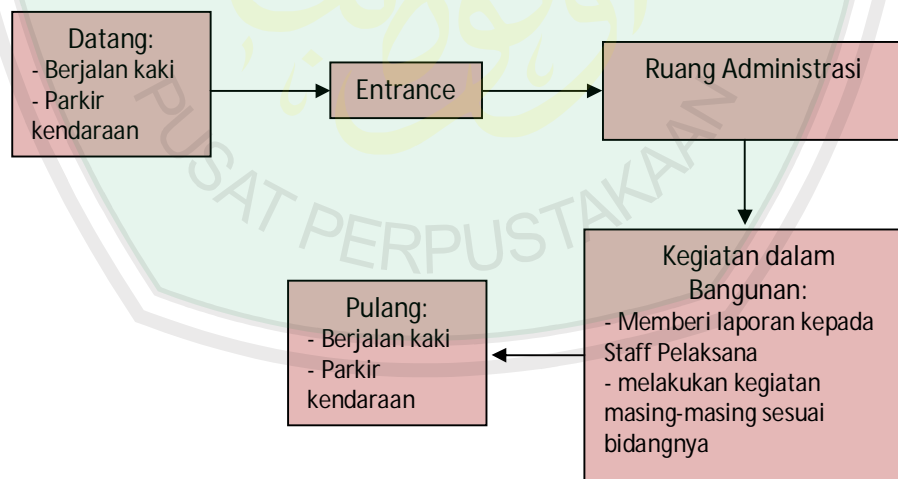 Datang:
- Berjalan kaki
- Parkir
kendaraan
Entrance
Ruang Administrasi
Kegiatan dalam
Bangunan:
- Memberi laporan kepada
Staff Pelaksana
- melakukan kegiatan
masing-masing sesuai
bidangnya
Pulang:
- Berjalan kaki
- Parkir
kendaraan
PUSAT PERPUSTAKAAN